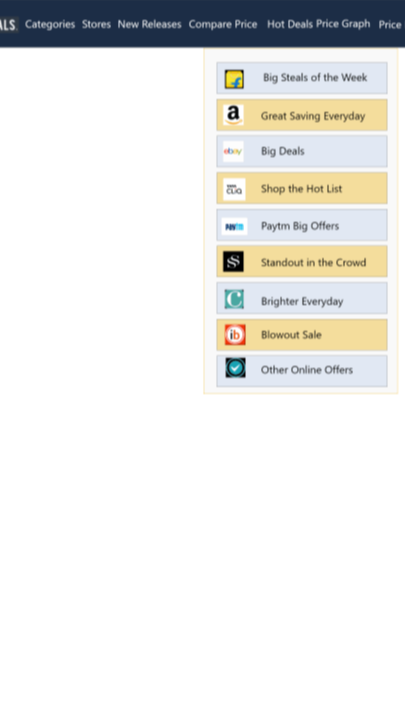 ALS Categories Stores New Releases Compare Price Hot Deals Price Graph Price
Big Steals of the Week
a Great Saving Everyday
ebay Big Deals
TATA CLiQ Shop the Hot List
Paytm Paytm Big Offers
S Standout in the Crowd
C Brighter Everyday
ib Blowout Sale
Other Online Offers